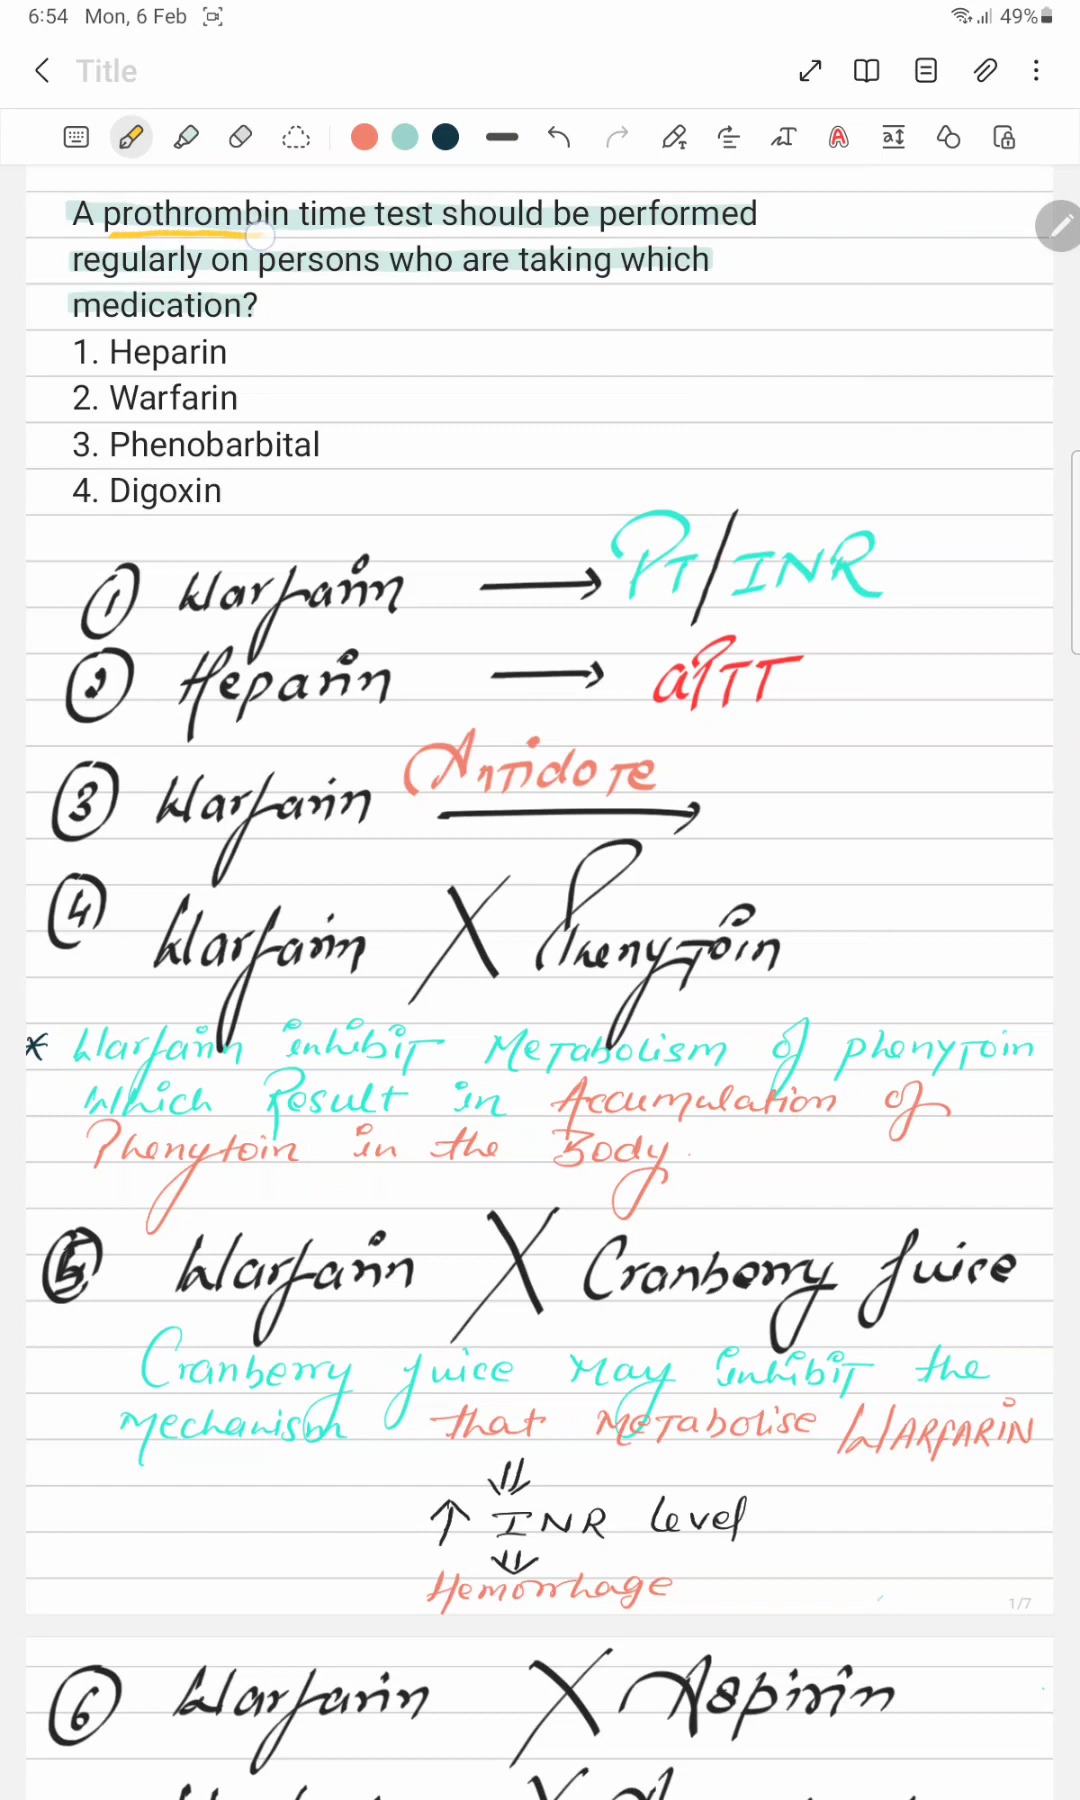 6:54 Mon, 6 Feb 49%
Title
A prothrombin time test should be performed
regularly on persons who are taking which
medication?
1. Heparin
2. Warfarin
3. Phenobarbital
4. Digoxin
1 Warfarin → PT/INR
2 Heparin → aPTT
3 Warfarin Antidote →
4 Warfarin X Phenytoin
* Warfarin inhibit Metabolism of phenytoin
Which Result in Accumulation of
Phenytoin in the Body.
5 Warfarin X Cranberry Juice
Cranberry juice May inhibit the
Mechanism that Metabolise WARFARIN
⇓
↑ INR Level
⇓
Hemorrhage
1/7
6 Warfarin X Aspirin